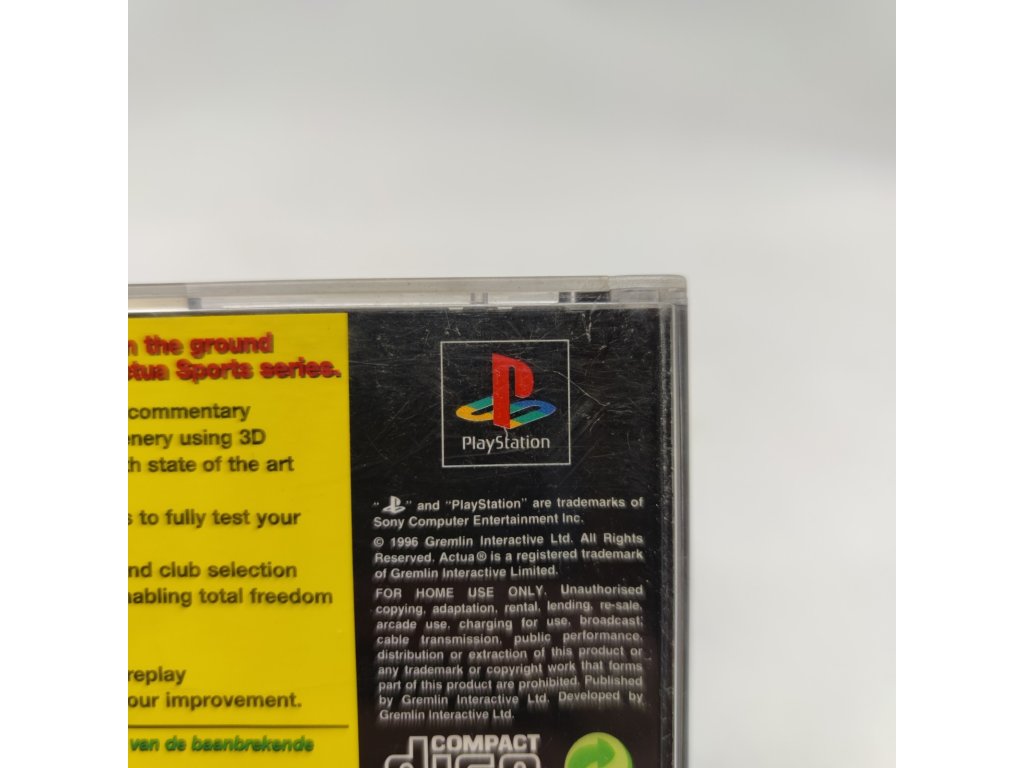 n the ground
ctua Sports series.
commentary
enery using 3D
h state of the art
s to fully test your
nd club selection
abling total freedom
replay
our improvement.
van de baanbrekende
PlayStation
" " and "PlayStation" are trademarks of
Sony Computer Entertainment Inc.
© 1996 Gremlin Interactive Ltd. All Rights
Reserved. Actua® is a registered trademark
of Gremlin Interactive Limited.
FOR HOME USE ONLY. Unauthorised
copying, adaptation, rental, lending, re-sale,
arcade use, charging for use, broadcast,
cable transmission, public performance,
distribution or extraction of this product or
any trademark or copyright work that forms
part of this product are prohibited. Published
by Gremlin Interactive Ltd. Developed by
Gremlin Interactive Ltd.
COMPACT
disc